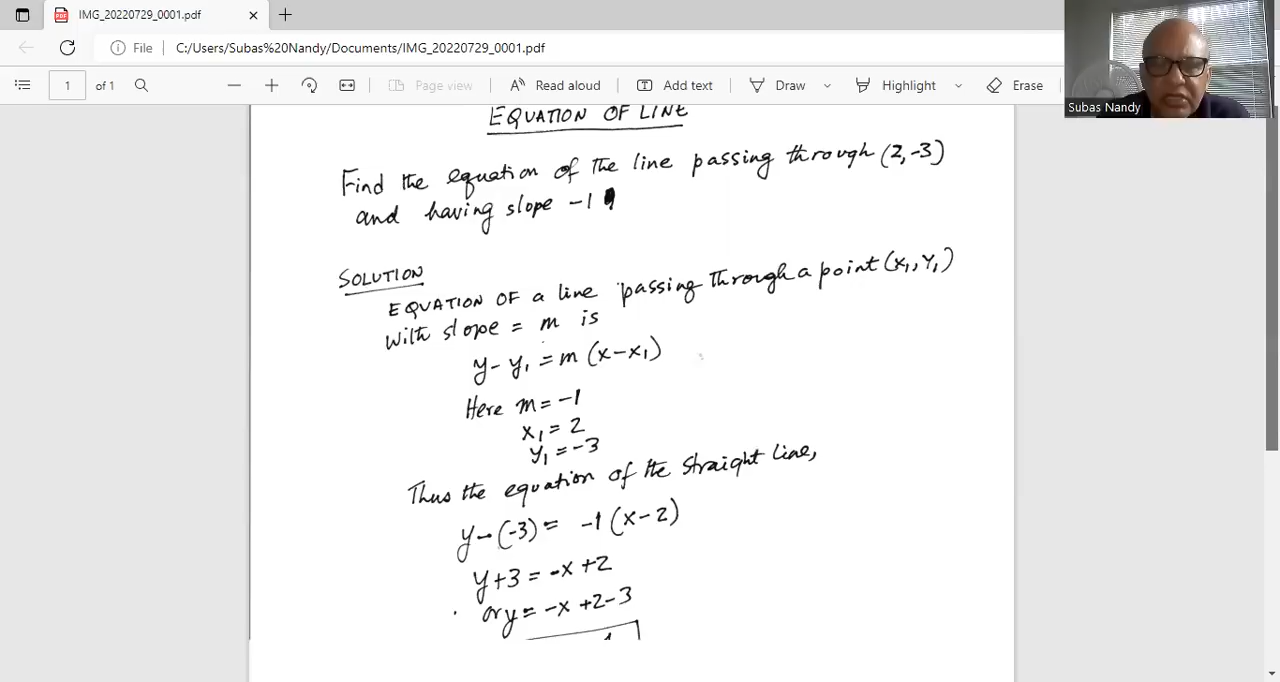 IMG_20220729_0001.pdf
File
C:/Users/Subas%20Nandy/Documents/IMG_20220729_0001.pdf
1
of 1
Page view
Read aloud
Add text
Draw
Highlight
Erase
Subas Nandy
EQUATION OF LINE
Find the equation of the line passing through (2, -3)
and having slope -1
SOLUTION
EQUATION OF a line passing through a point (x₁, Y₁)
with slope = m is
y - y₁ = m (x - x₁)
Here m = -1
x₁ = 2
y₁ = -3
Thus the equation of the straight line,
y - (-3) = -1 (x - 2)
y + 3 = -x + 2
or y = -x + 2 - 3